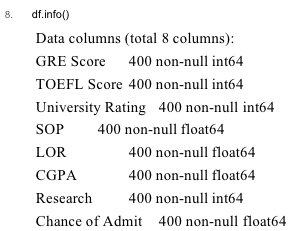 8. df.info()
Data columns (total 8 columns):
GRE Score 400 non-null int64
TOEFL Score 400 non-null int64
University Rating 400 non-null int64
SOP 400 non-null float64
LOR 400 non-null float64
CGPA 400 non-null float64
Research 400 non-null int64
Chance of Admit 400 non-null float64